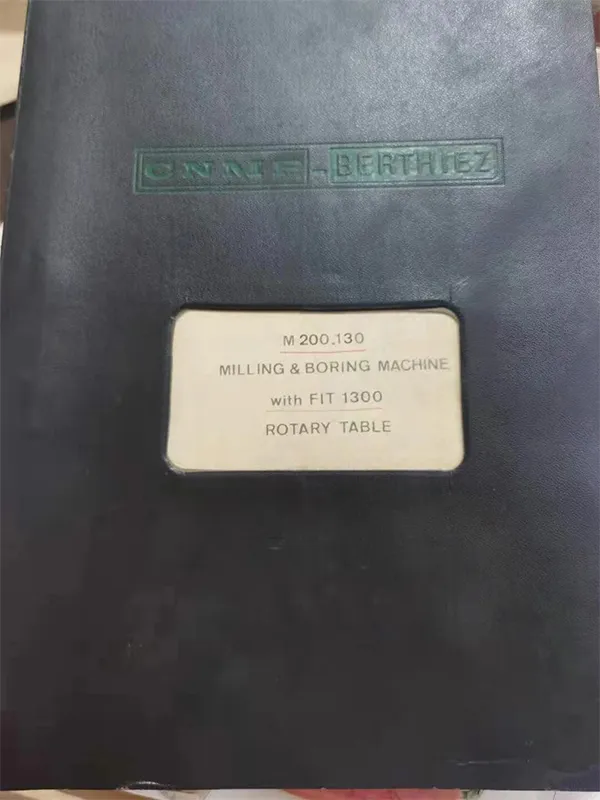 CNMP-BERTHIEZ
M 200.130
MILLING & BORING MACHINE
with FIT 1300
ROTARY TABLE